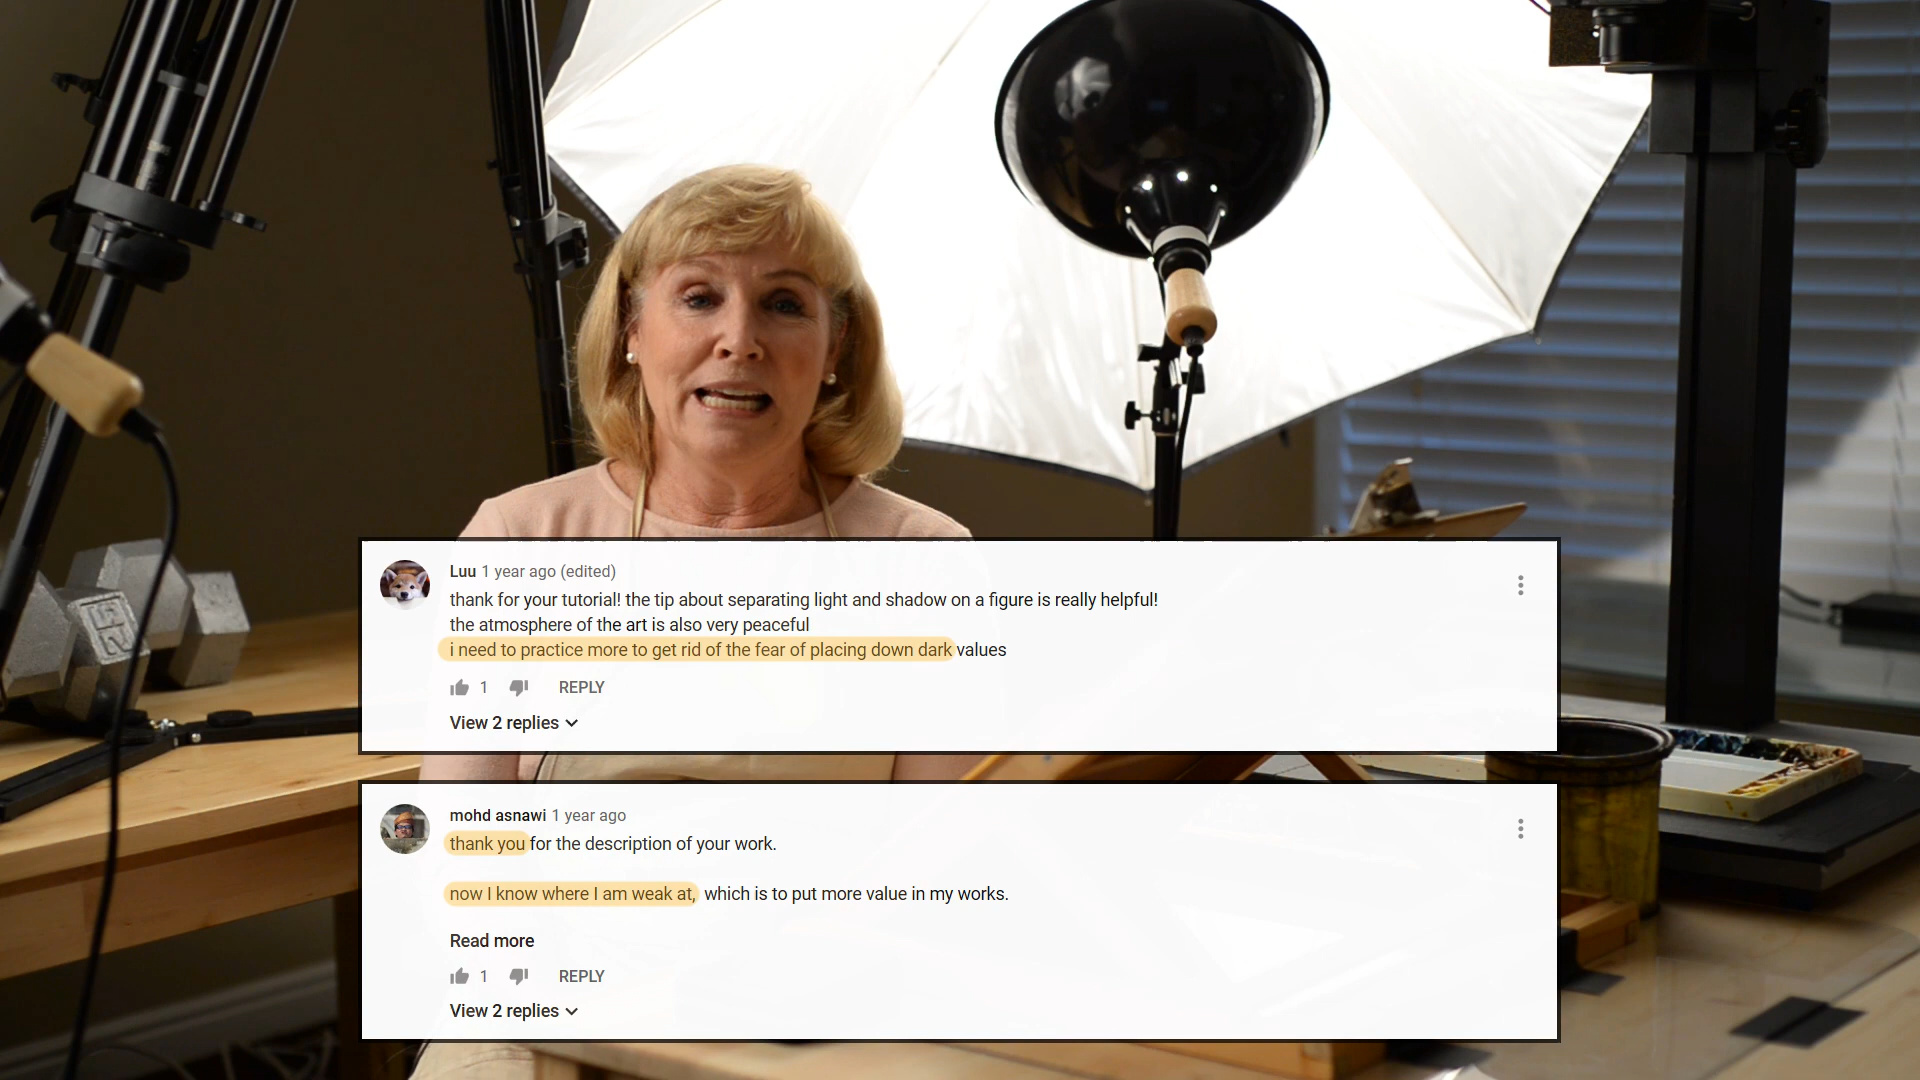 Luu 1 year ago (edited)
thank for your tutorial! the tip about separating light and shadow on a figure is really helpful!
the atmosphere of the art is also very peaceful
i need to practice more to get rid of the fear of placing down dark values
1 REPLY
View 2 replies
mohd asnawi 1 year ago
thank you for the description of your work.
now I know where I am weak at, which is to put more value in my works.
Read more
1 REPLY
View 2 replies